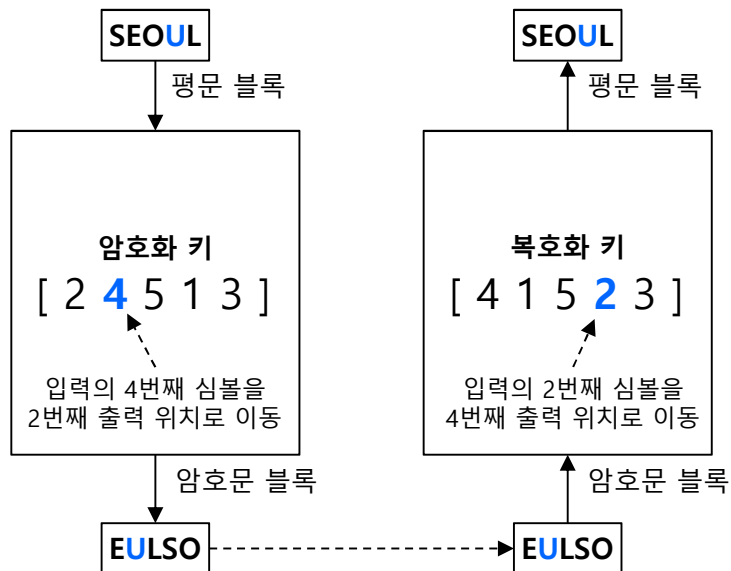 SEOUL
평문 블록
암호화 키
[ 2 4 5 1 3 ]
입력의 4번째 심볼을
2번째 출력 위치로 이동
암호문 블록
EULSO
SEOUL
평문 블록
복호화 키
[ 4 1 5 2 3 ]
입력의 2번째 심볼을
4번째 출력 위치로 이동
암호문 블록
EULSO